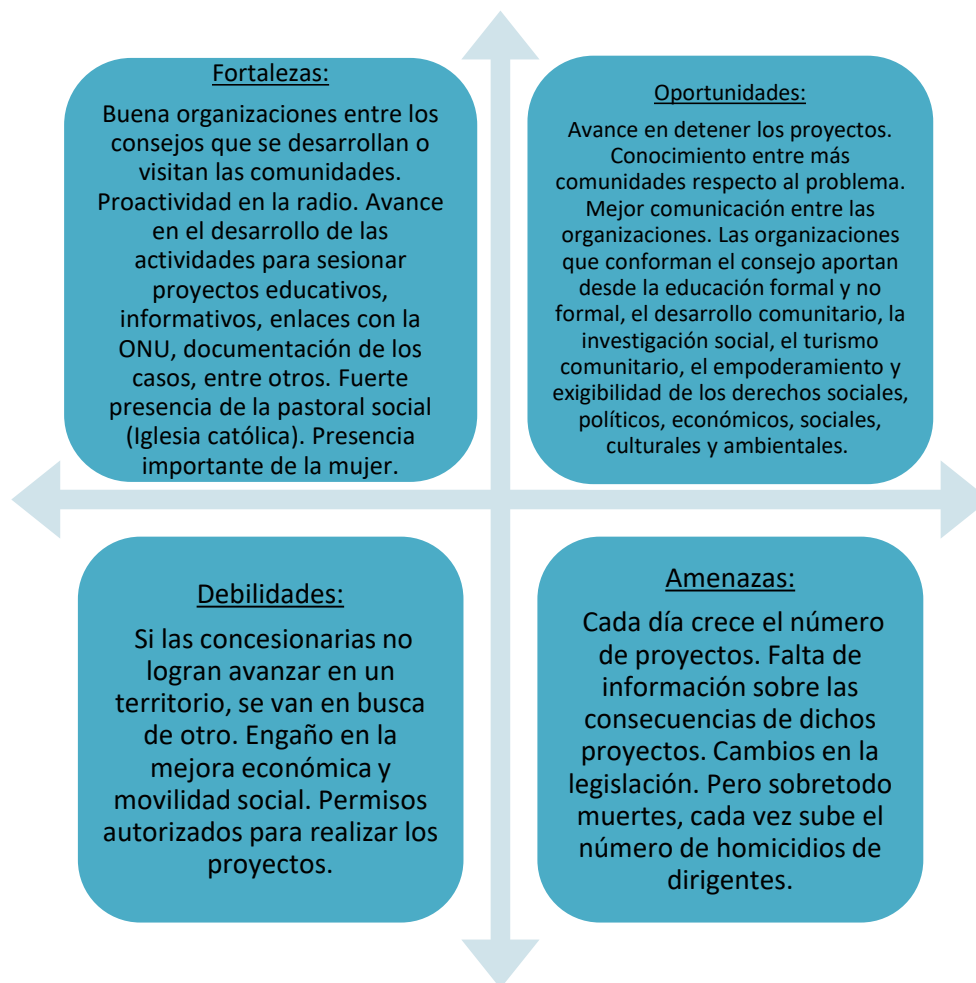 Fortalezas:
Buena organizaciones entre los
consejos que se desarrollan o
visitan las comunidades.
Proactividad en la radio. Avance
en el desarrollo de las
actividades para sesionar
proyectos educativos,
informativos, enlaces con la
ONU, documentación de los
casos, entre otros. Fuerte
presencia de la pastoral social
(Iglesia católica). Presencia
importante de la mujer.
Oportunidades:
Avance en detener los proyectos.
Conocimiento entre más
comunidades respecto al problema.
Mejor comunicación entre las
organizaciones. Las organizaciones
que conforman el consejo aportan
desde la educación formal y no
formal, el desarrollo comunitario, la
investigación social, el turismo
comunitario, el empoderamiento y
exigibilidad de los derechos sociales,
políticos, económicos, sociales,
culturales y ambientales.
Debilidades:
Si las concesionarias no
logran avanzar en un
territorio, se van en busca
de otro. Engaño en la
mejora económica y
movilidad social. Permisos
autorizados para realizar los
proyectos.
Amenazas:
Cada día crece el número
de proyectos. Falta de
información sobre las
consecuencias de dichos
proyectos. Cambios en la
legislación. Pero sobretodo
muertes, cada vez sube el
número de homicidios de
dirigentes.